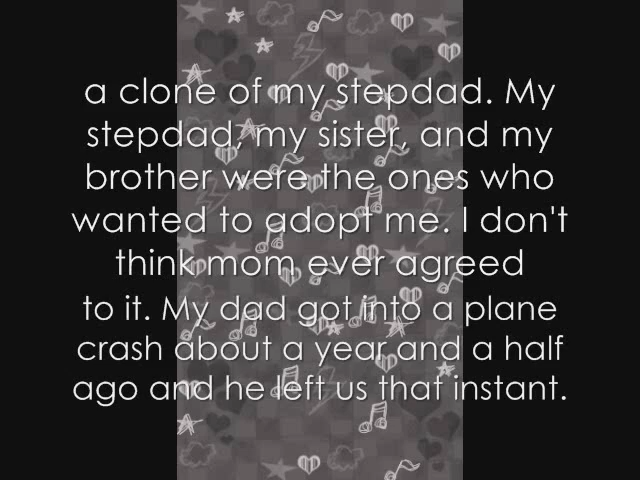 a clone of my stepdad. My
stepdad, my sister, and my
brother were the ones who
wanted to adopt me. I don't
think mom ever agreed
to it. My dad got into a plane
crash about a year and a half
ago and he left us that instant.